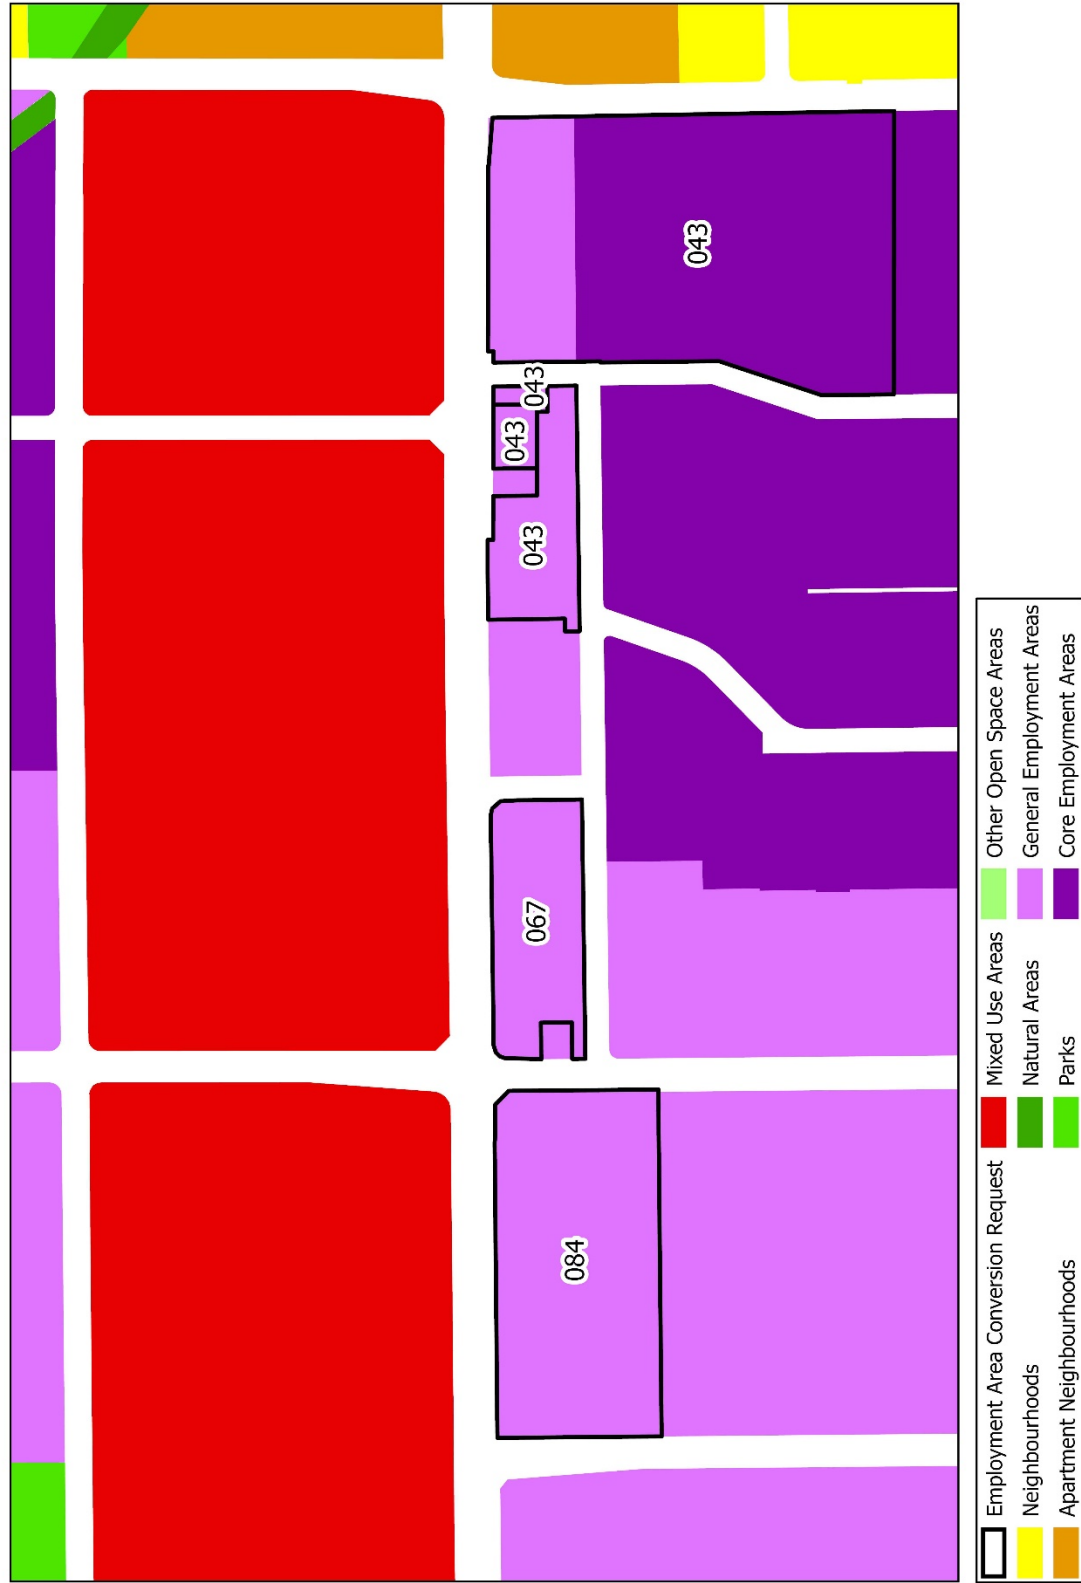 084
067
043
043
043
043
Employment Area Conversion Request
Neighbourhoods
Apartment Neighbourhoods
Mixed Use Areas
Natural Areas
Parks
Other Open Space Areas
General Employment Areas
Core Employment Areas